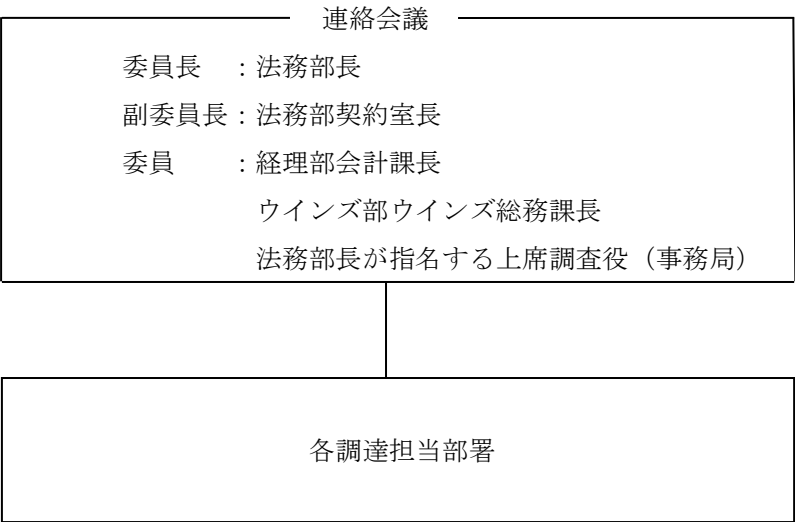 連絡会議
委員長　：法務部長
副委員長：法務部契約室長
委員　　：経理部会計課長
ウインズ部ウインズ総務課長
法務部長が指名する上席調査役（事務局）
各調達担当部署